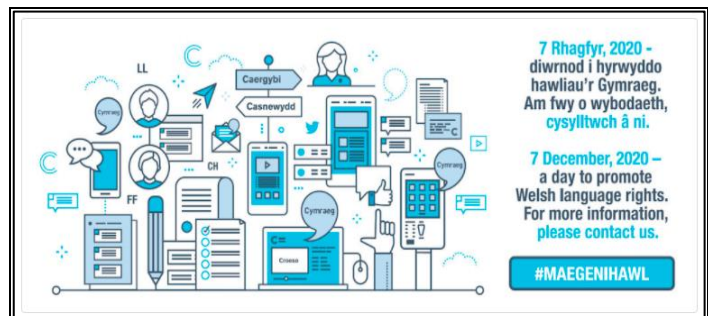 LL
Caergybi
Casnewydd
Cymraeg
CH
Cymraeg
FF
Cymraeg
C
Croeso
7 Rhagfyr, 2020 -
diwrnod i hyrwyddo
hawliau'r Gymraeg.
Am fwy o wybodaeth,
cysylltwch â ni.
7 December, 2020 –
a day to promote
Welsh language rights.
For more information,
please contact us.
#MAEGENIHAWL